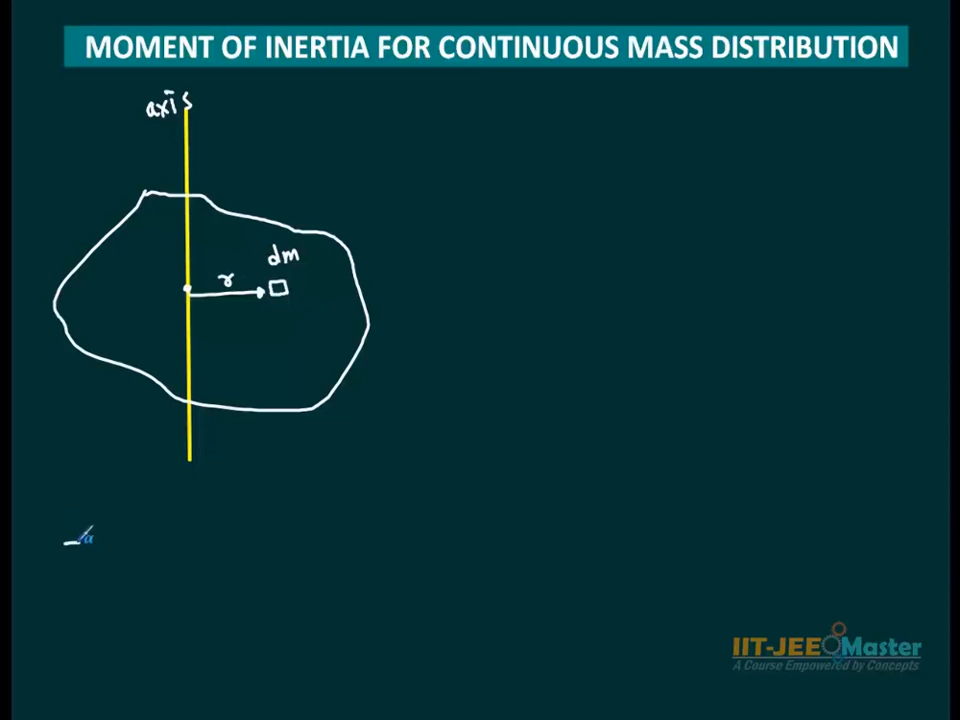 MOMENT OF INERTIA FOR CONTINUOUS MASS DISTRIBUTION
axis
dm
r
IIT-JEE Master
A Course Empowered by Concepts